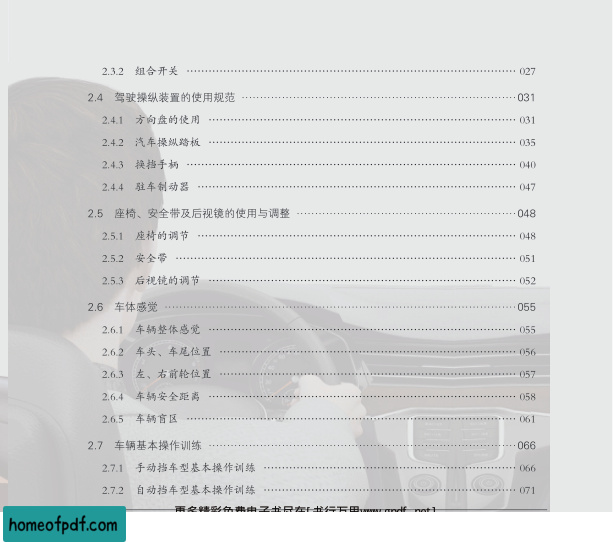 2.3.2 组合开关 ………… 027
2.4 驾驶操纵装置的使用规范 ………… 031
2.4.1 方向盘的使用 ………… 031
2.4.2 汽车操纵踏板 ………… 035
2.4.3 换挡手柄 ………… 040
2.4.4 驻车制动器 ………… 047
2.5 座椅、安全带及后视镜的使用与调整 ………… 048
2.5.1 座椅的调节 ………… 048
2.5.2 安全带 ………… 051
2.5.3 后视镜的调节 ………… 052
2.6 车体感觉 ………… 055
2.6.1 车辆整体感觉 ………… 055
2.6.2 车头、车尾位置 ………… 056
2.6.3 左、右前轮位置 ………… 057
2.6.4 车辆安全距离 ………… 058
2.6.5 车辆盲区 ………… 061
2.7 车辆基本操作训练 ………… 066
2.7.1 手动挡车型基本操作训练 ………… 066
2.7.2 自动挡车型基本操作训练 ………… 071
homeofpdf.com